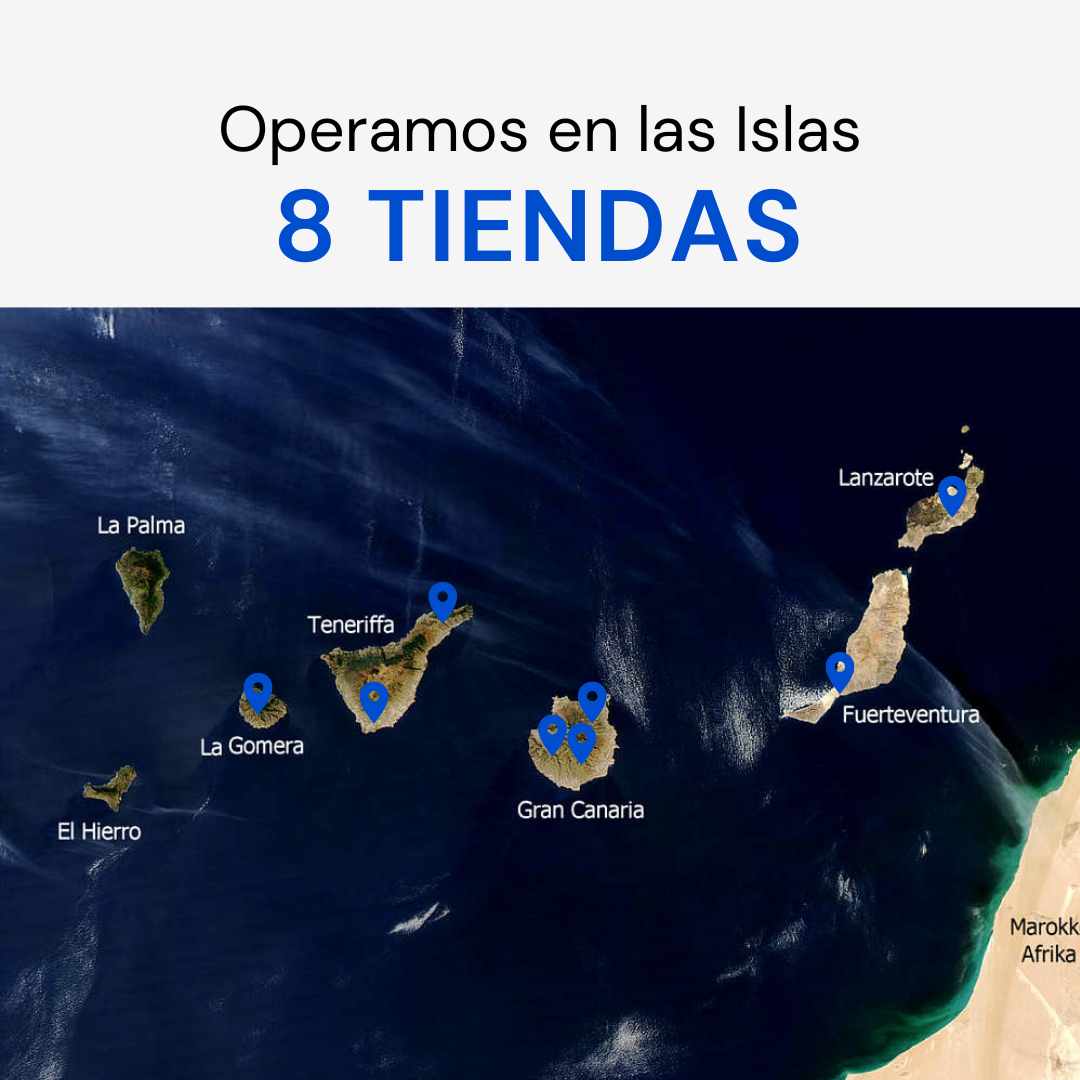 Operamos en las Islas
8 TIENDAS
Lanzarote
La Palma
Teneriffa
Fuerteventura
La Gomera
Gran Canaria
El Hierro
Marokk
Afrika